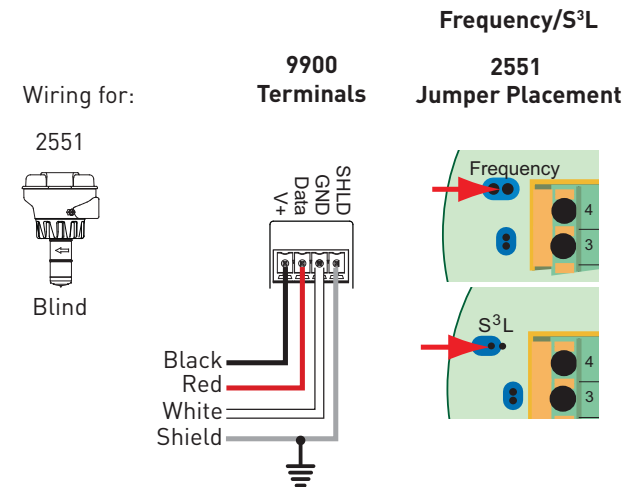 Frequency/S³L
Wiring for:
2551
Blind
9900
Terminals
V+
Data
GND
SHLD
Black
Red
White
Shield
2551
Jumper Placement
Frequency
4
3
S³L
4
3